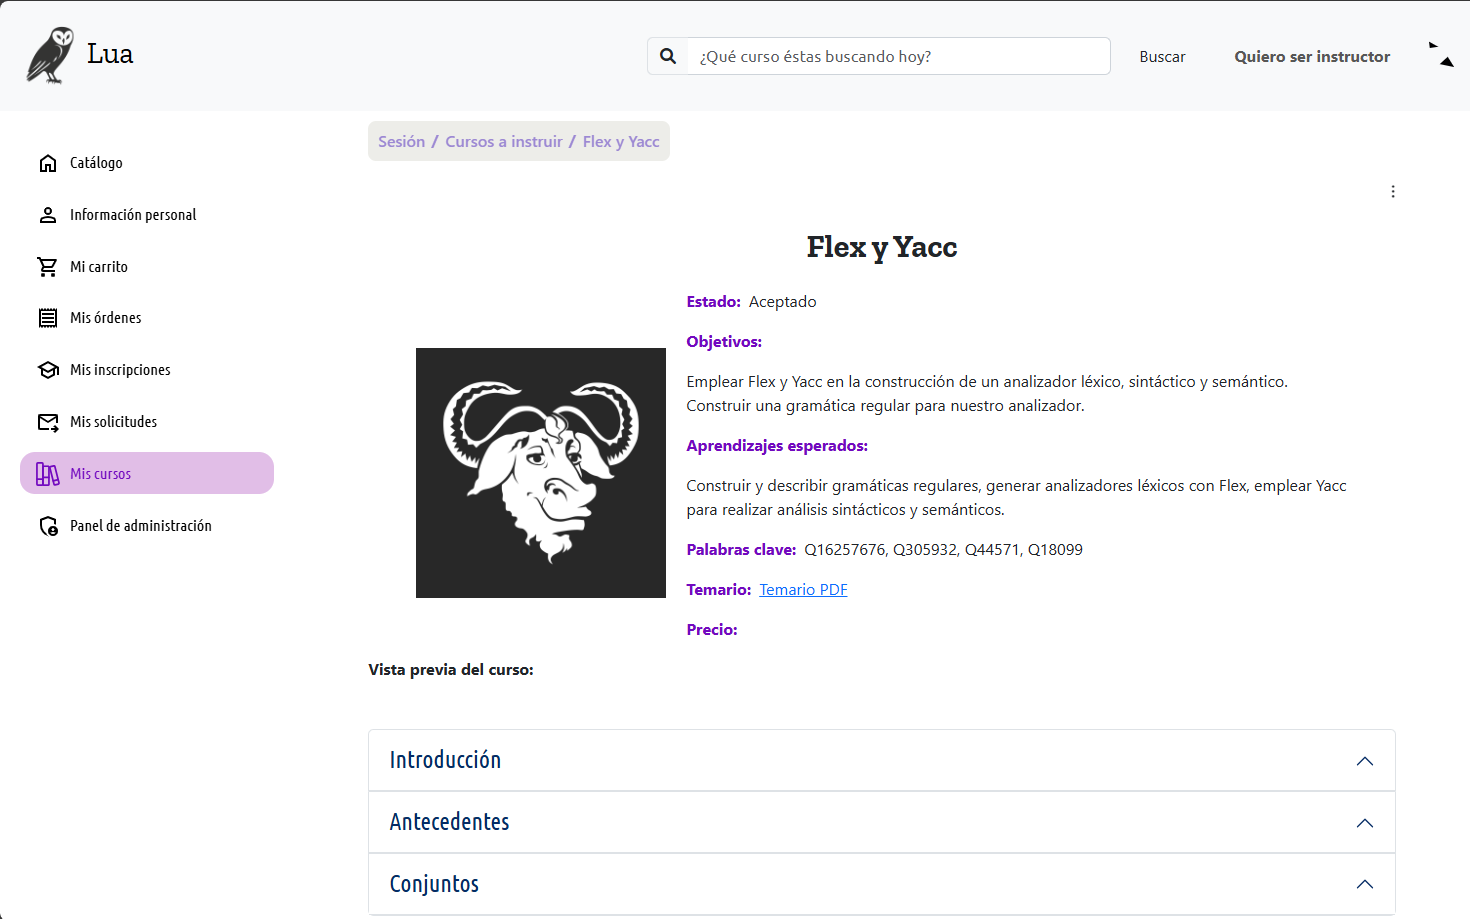 Lua
¿Qué curso éstas buscando hoy?
Buscar
Quiero ser instructor
Catálogo
Información personal
Mi carrito
Mis órdenes
Mis inscripciones
Mis solicitudes
Mis cursos
Panel de administración
Sesión / Cursos a instruir / Flex y Yacc
Flex y Yacc
Estado: Aceptado
Objetivos:
Emplear Flex y Yacc en la construcción de un analizador léxico, sintáctico y semántico.
Construir una gramática regular para nuestro analizador.
Aprendizajes esperados:
Construir y describir gramáticas regulares, generar analizadores léxicos con Flex, emplear Yacc
para realizar análisis sintácticos y semánticos.
Palabras clave: Q16257676, Q305932, Q44571, Q18099
Temario: Temario PDF
Precio:
Vista previa del curso:
Introducción
Antecedentes
Conjuntos